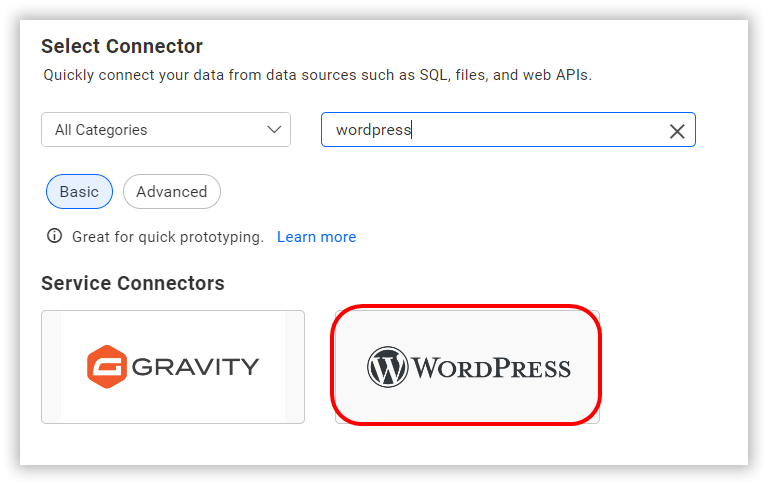 Select Connector
Quickly connect your data from data sources such as SQL, files, and web APIs.
All Categories
wordpress
Basic
Advanced
Great for quick prototyping. Learn more
Service Connectors
GRAVITY
WORDPRESS